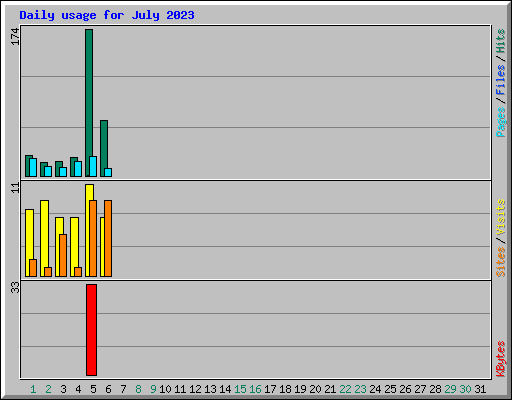 Daily usage for July 2023
174
11
33
Pages/Files/Hits
Sites/Visits
KBytes
1 2 3 4 5 6 7 8 9 10 11 12 13 14 15 16 17 18 19 20 21 22 23 24 25 26 27 28 29 30 31